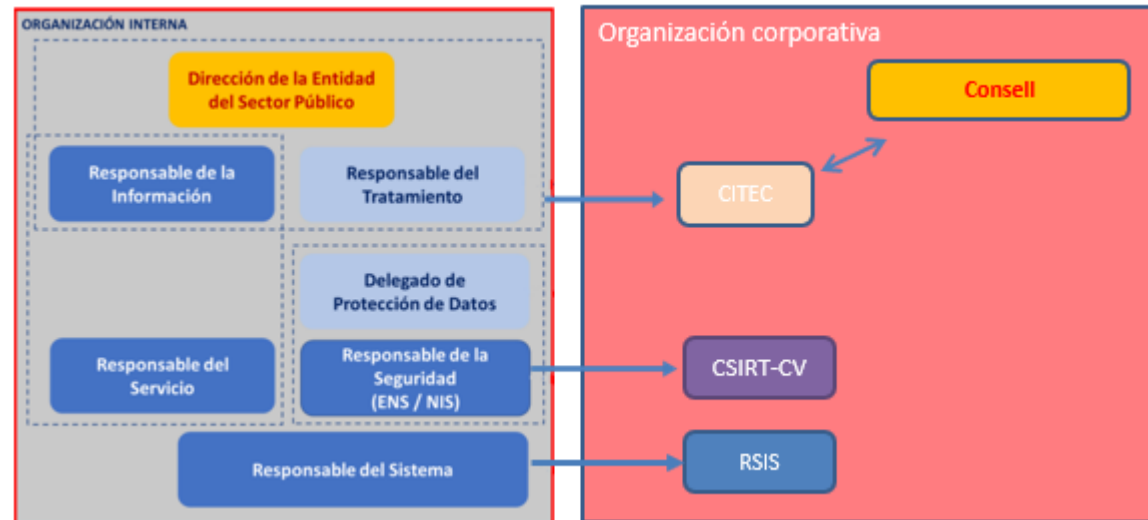 ORGANIZACIÓN INTERNA
Dirección de la Entidad
del Sector Público
Responsable de la
Información
Responsable del
Tratamiento
Delegado de
Protección de Datos
Responsable del
Servicio
Responsable de la
Seguridad
(ENS / NIS)
Responsable del Sistema
Organización corporativa
Consell
CITEC
CSIRT-CV
RSIS